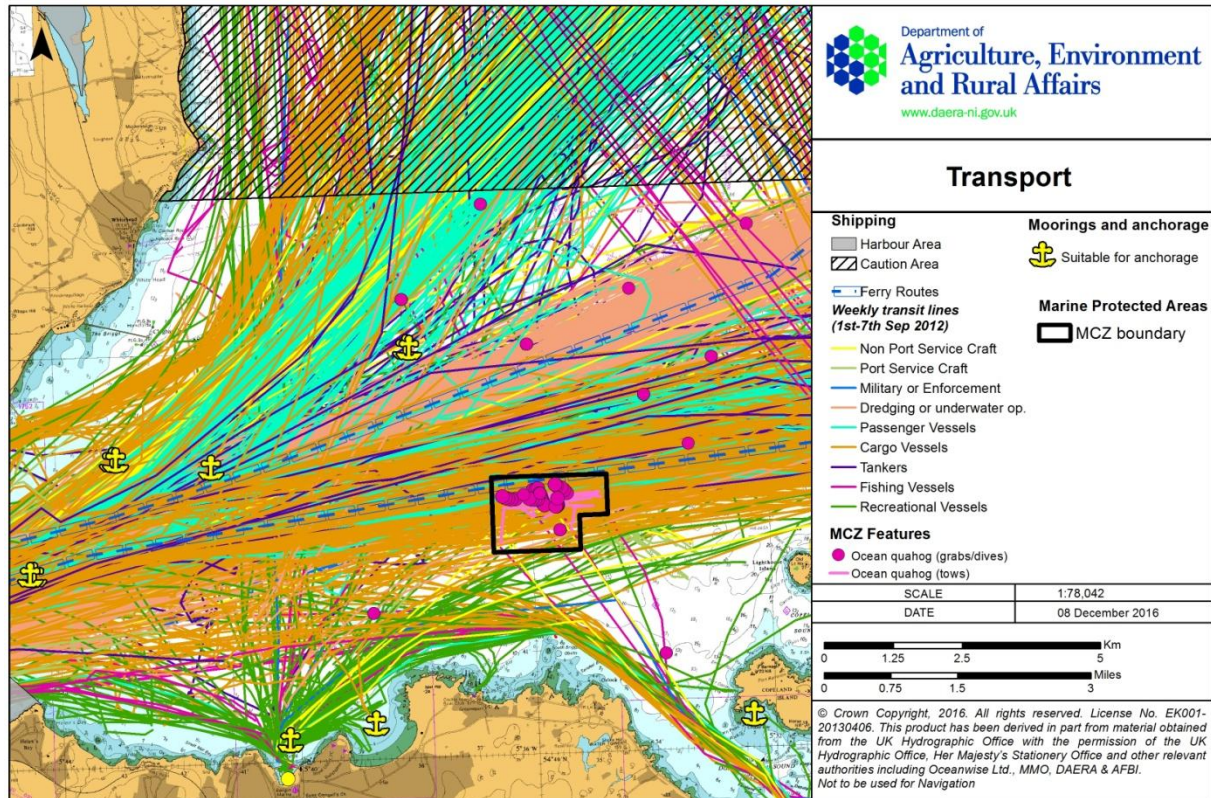 Department of
Agriculture, Environment
and Rural Affairs
www.daera-ni.gov.uk
Transport
Shipping
Harbour Area
Caution Area
Ferry Routes
Weekly transit lines
(1st-7th Sep 2012)
Non Port Service Craft
Port Service Craft
Military or Enforcement
Dredging or underwater op.
Passenger Vessels
Cargo Vessels
Tankers
Fishing Vessels
Recreational Vessels
MCZ Features
Ocean quahog (grabs/dives)
Ocean quahog (tows)
Moorings and anchorage
Suitable for anchorage
Marine Protected Areas
MCZ boundary
SCALE 1:78,042
DATE 08 December 2016
Km
0 1.25 2.5 5
Miles
0 0.75 1.5 3
© Crown Copyright, 2016. All rights reserved. License No. EK001-
20130406. This product has been derived in part from material obtained
from the UK Hydrographic Office with the permission of the UK
Hydrographic Office, Her Majesty's Stationery Office and other relevant
authorities including Oceanwise Ltd., MMO, DAERA & AFBI.
Not to be used for Navigation
Whitehead
Lighthouse
Island
COPELAND
ISLAND